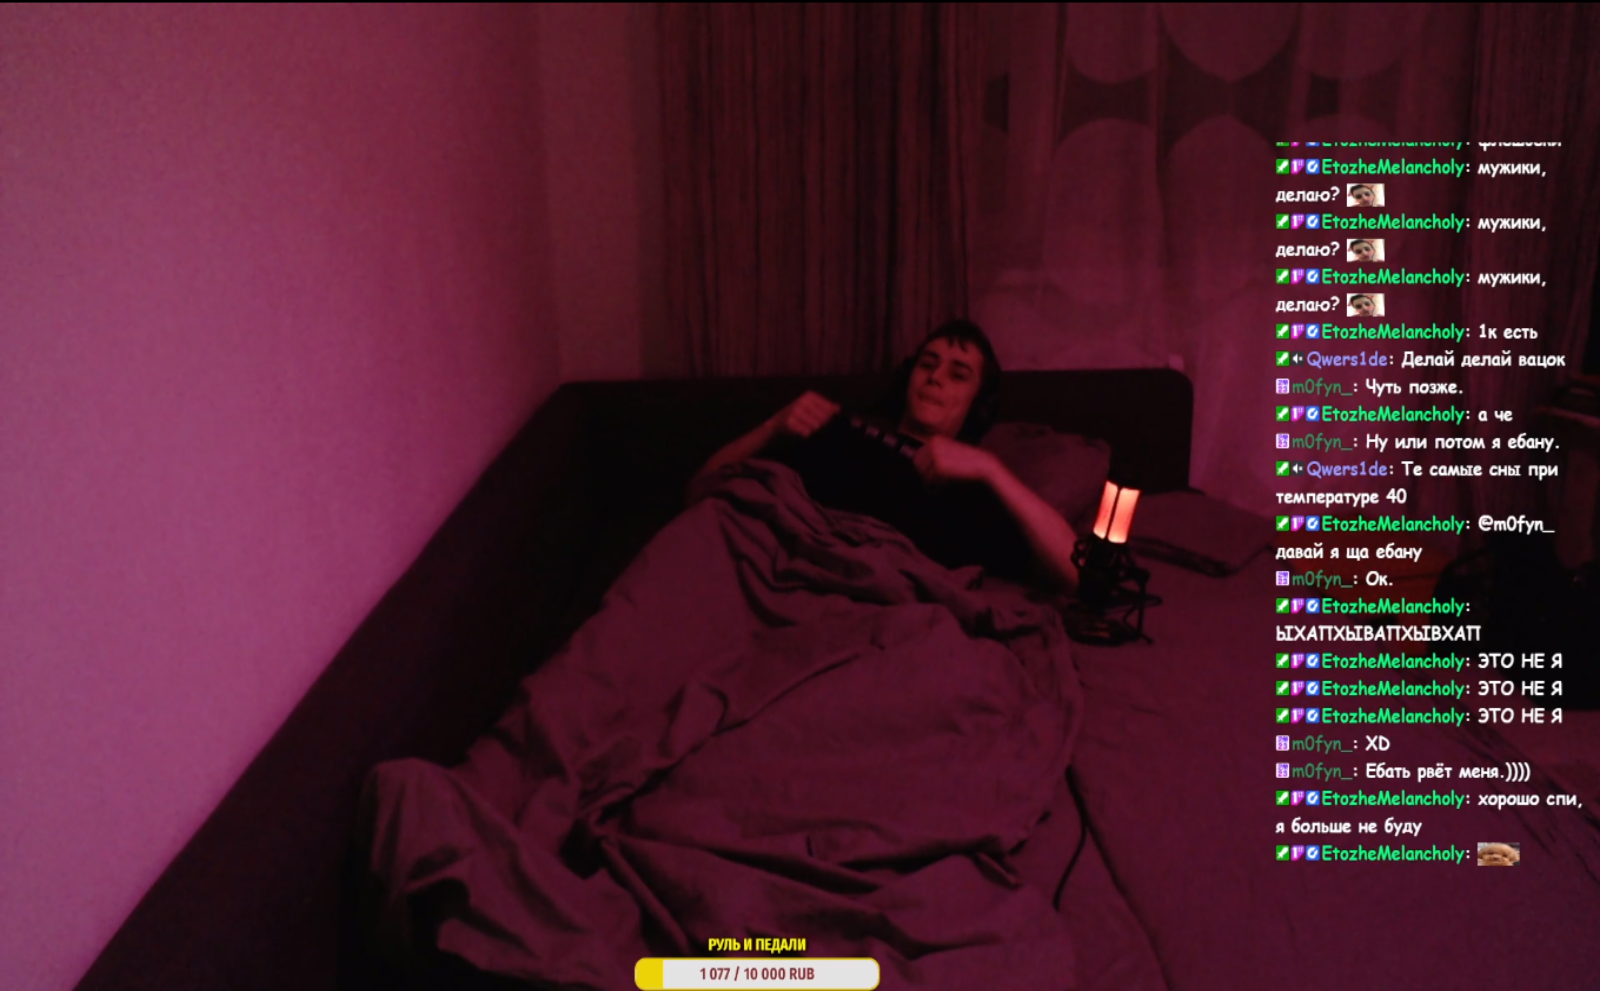 EtozheMelancholy: мужики,
делаю?
EtozheMelancholy: мужики,
делаю?
EtozheMelancholy: мужики,
делаю?
EtozheMelancholy: 1к есть
Qwers1de: Делай делай вацок
m0fyn_: Чуть позже.
EtozheMelancholy: а че
m0fyn_: Ну или потом я ебану.
Qwers1de: Те самые сны при
температуре 40
EtozheMelancholy: @m0fyn_
давай я ща ебану
m0fyn_: Ок.
EtozheMelancholy:
ЫХАПХЫВАПХЫВХАП
EtozheMelancholy: ЭТО НЕ Я
EtozheMelancholy: ЭТО НЕ Я
EtozheMelancholy: ЭТО НЕ Я
m0fyn_: XD
m0fyn_: Ебать рвёт меня.))))
EtozheMelancholy: хорошо спи,
я больше не буду
EtozheMelancholy:
РУЛЬ И ПЕДАЛИ
1 077 / 10 000 RUB